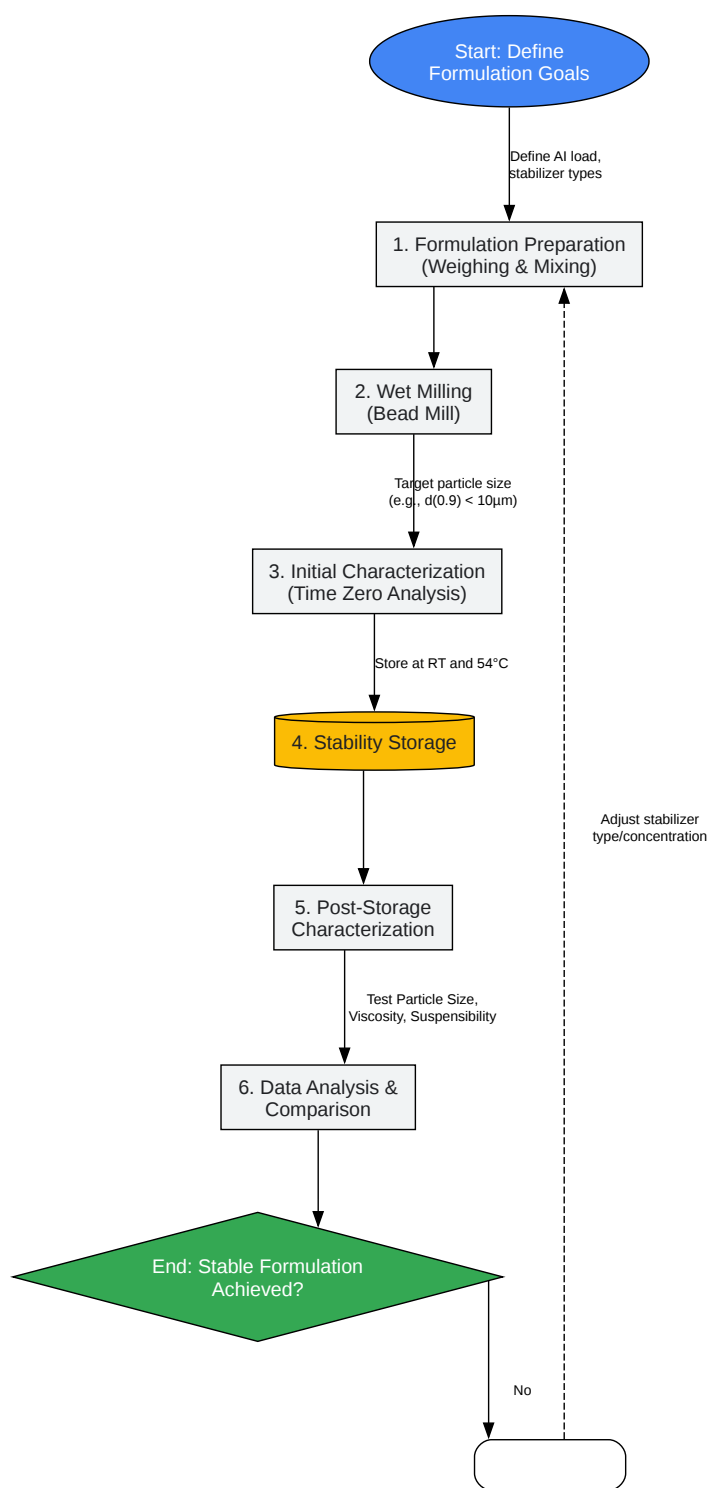 Start: Define
Formulation Goals
Define AI load,
stabilizer types
1. Formulation Preparation
(Weighing & Mixing)
2. Wet Milling
(Bead Mill)
Target particle size
(e.g., d(0.9) < 10µm)
3. Initial Characterization
(Time Zero Analysis)
Store at RT and 54°C
4. Stability Storage
Adjust stabilizer
type/concentration
5. Post-Storage
Characterization
Test Particle Size,
Viscosity, Suspensibility
6. Data Analysis &
Comparison
End: Stable Formulation
Achieved?
No